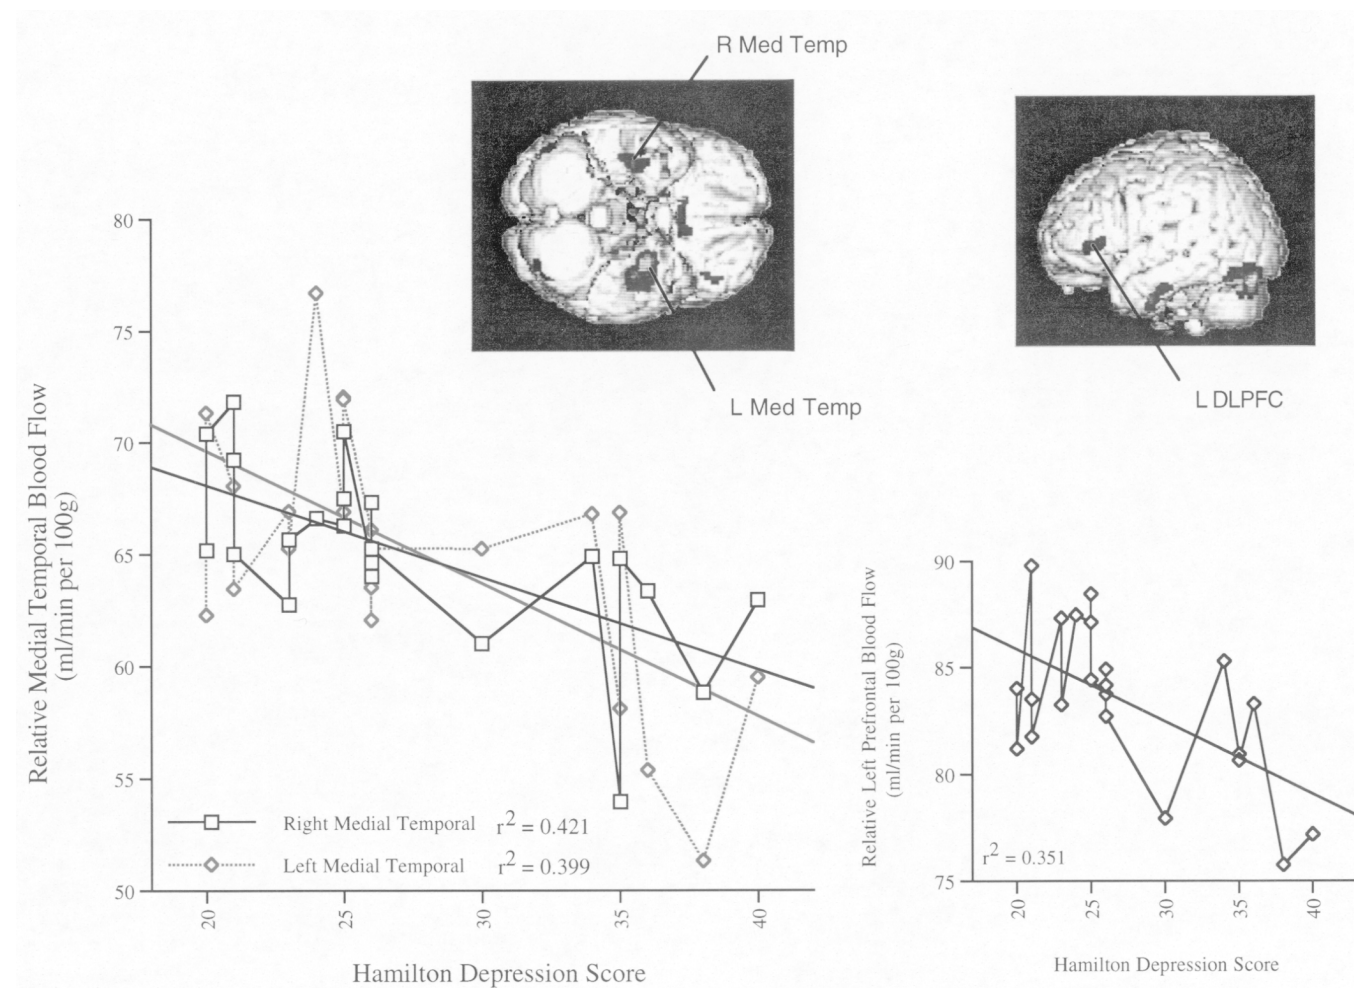 R Med Temp
L Med Temp
L DLPFC
Relative Medial Temporal Blood Flow
(ml/min per 100g)
80
75
70
65
60
55
50
Right Medial Temporal r2 = 0.421
Left Medial Temporal r2 = 0.399
20 25 30 35 40
Hamilton Depression Score
Relative Left Prefrontal Blood Flow
(ml/min per 100g)
90
85
80
75
r2 = 0.351
20 25 30 35 40
Hamilton Depression Score